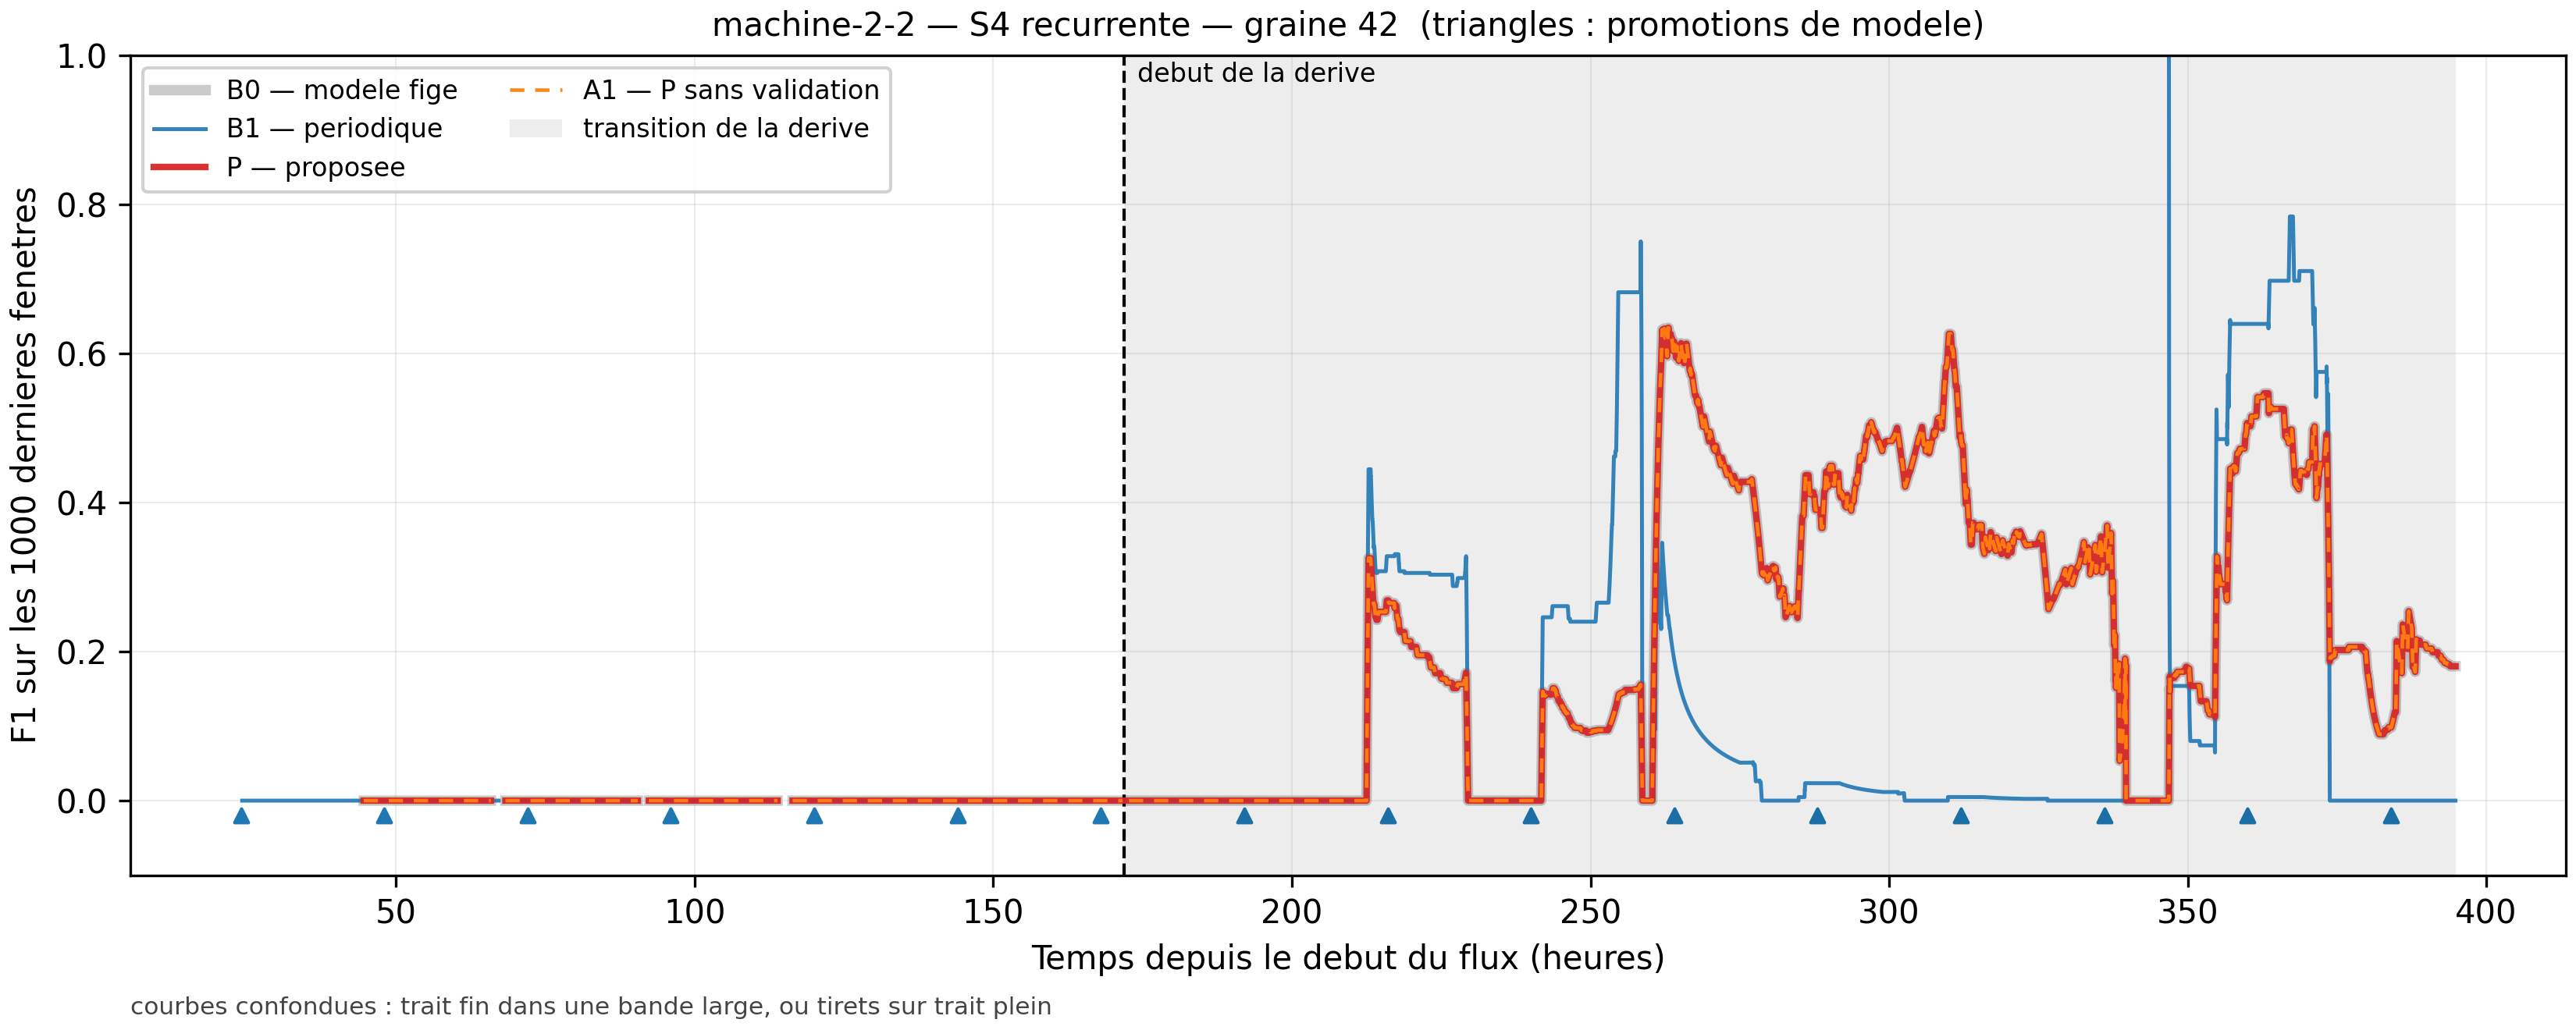 machine-2-2 — S4 recurrente — graine 42  (triangles : promotions de modele)
F1 sur les 1000 dernieres fenetres
1.0
0.8
0.6
0.4
0.2
0.0
B0 — modele fige
B1 — periodique
P — proposee
A1 — P sans validation
transition de la derive
debut de la derive
50 100 150 200 250 300 350 400
Temps depuis le debut du flux (heures)
courbes confondues : trait fin dans une bande large, ou tirets sur trait plein